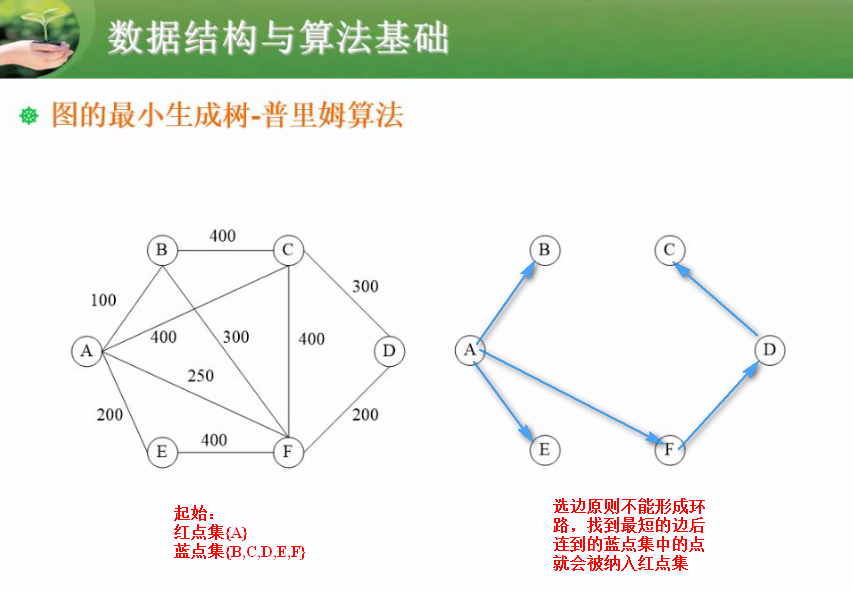 数据结构与算法基础
图的最小生成树-普里姆算法
400
B
C
B
C
100
300
400
300
400
A
D
A
D
250
200
200
400
E
F
E
F
起始：
红点集{A}
蓝点集{B,C,D,E,F}
选边原则不能形成环
路，找到最短的边后
连到的蓝点集中的点
就会被纳入红点集